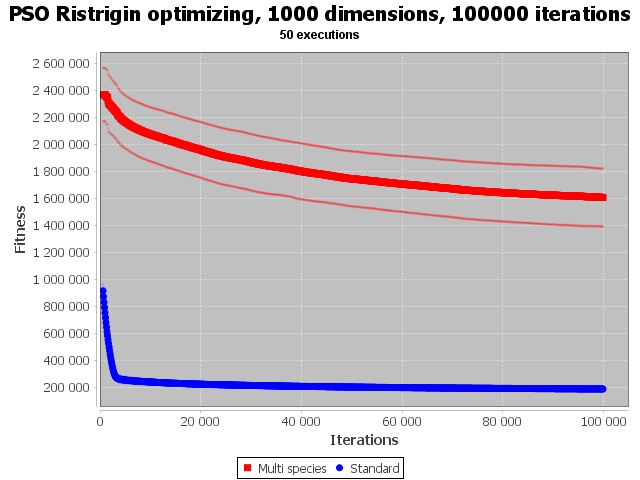 PSO Ristrigin optimizing, 1000 dimensions, 100000 iterations
50 executions
2 600 000
2 400 000
2 200 000
2 000 000
1 800 000
1 600 000
1 400 000
1 200 000
1 000 000
800 000
600 000
400 000
200 000
Fitness
0 20 000 40 000 60 000 80 000 100 000
Iterations
Multi species Standard